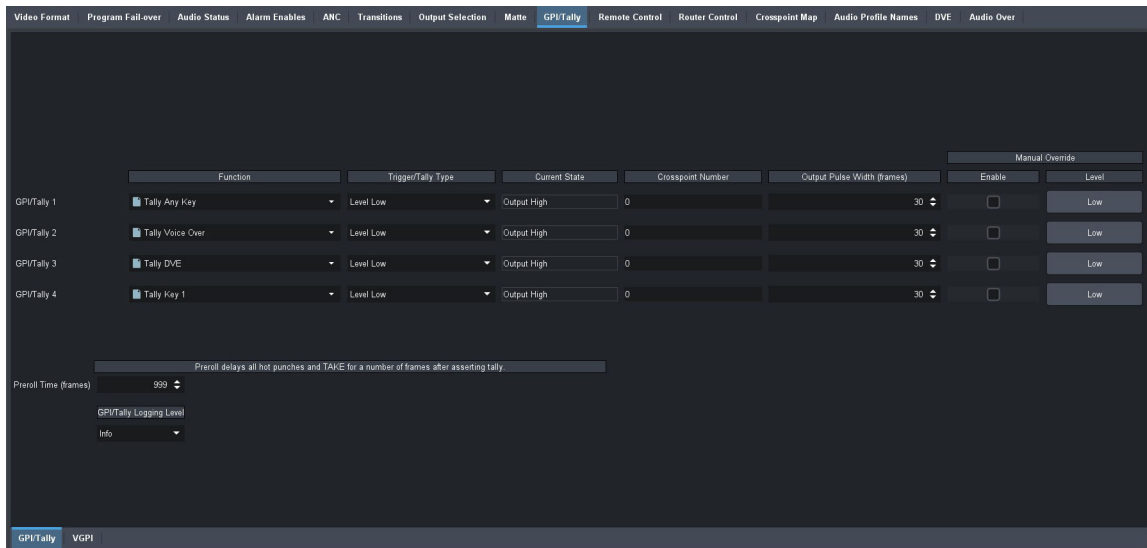 Video Format Program Fail-over Audio Status Alarm Enables ANC Transitions Output Selection Matte GPI/Tally Remote Control Router Control Crosspoint Map Audio Profile Names DVE Audio Over
Manual Override
Function Trigger/Tally Type Current State Crosspoint Number Output Pulse Width (frames) Enable Level
GPI/Tally 1 Tally Any Key Level Low Output High 0 30 Low
GPI/Tally 2 Tally Voice Over Level Low Output High 0 30 Low
GPI/Tally 3 Tally DVE Level Low Output High 0 30 Low
GPI/Tally 4 Tally Key 1 Level Low Output High 0 30 Low
Preroll delays all hot punches and TAKE for a number of frames after asserting tally.
Preroll Time (frames) 999
GPI/Tally Logging Level
Info
GPI/Tally VGPI